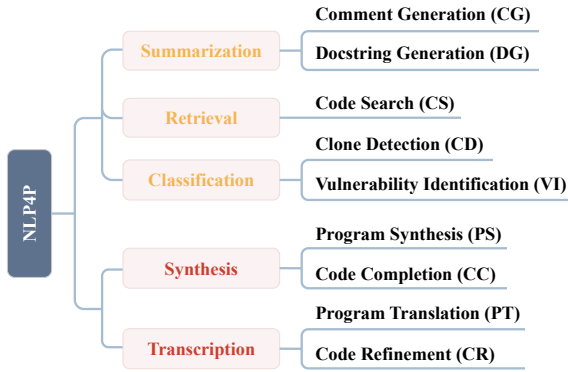 NLP4P
Summarization
Comment Generation (CG)
Docstring Generation (DG)
Retrieval
Code Search (CS)
Classification
Clone Detection (CD)
Vulnerability Identification (VI)
Synthesis
Program Synthesis (PS)
Code Completion (CC)
Transcription
Program Translation (PT)
Code Refinement (CR)